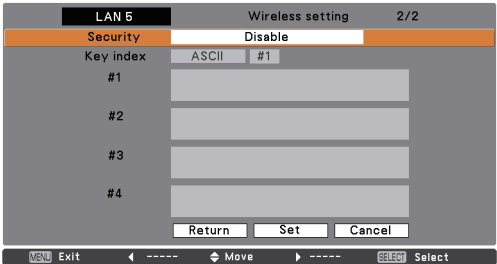 LAN 5 Wireless setting 2/2
Security Disable
Key index ASCII #1
#1
#2
#3
#4
Return Set Cancel
MENU Exit ◀ ----- ◆ Move ▶ ----- SELECT Select